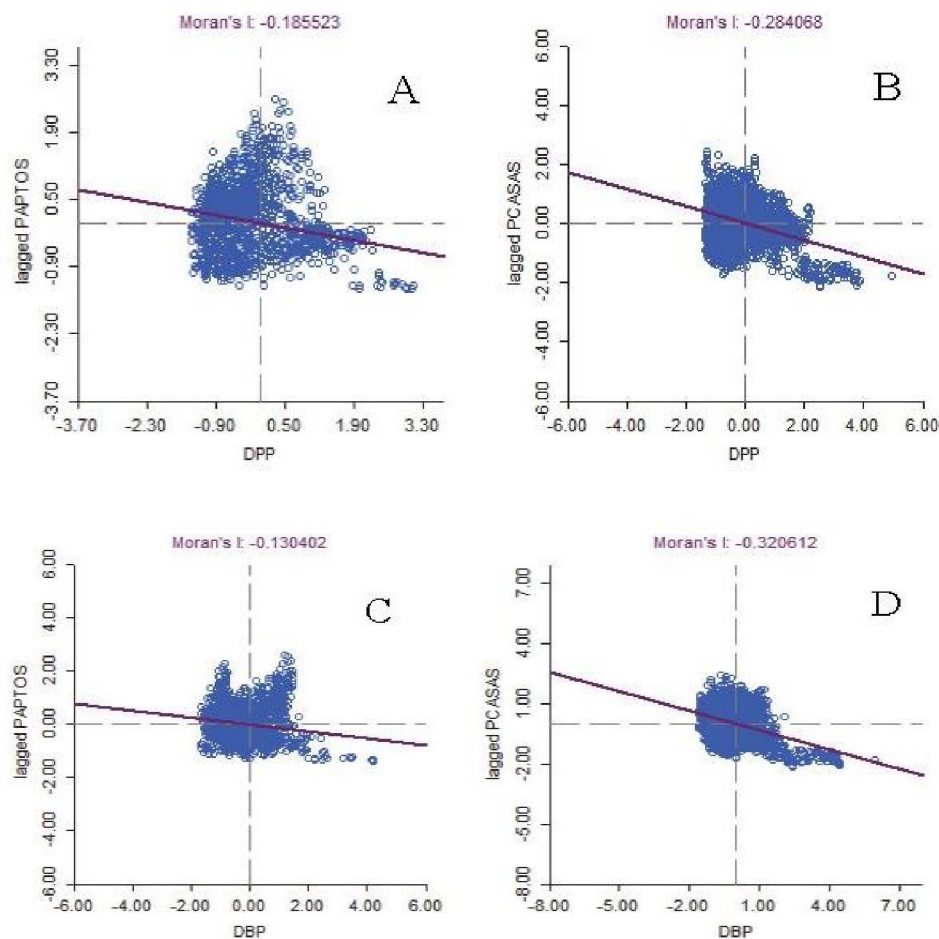 Moran's I: -0.185523
A
lagged PAPTOS
3.30
1.90
0.50
-0.90
-2.30
-3.70
-3.70 -2.30 -0.90 0.50 1.90 3.30
DPP
Moran's I: -0.284068
B
lagged PCASAS
6.00
4.00
2.00
0.00
-2.00
-4.00
-6.00
-6.00 -4.00 -2.00 0.00 2.00 4.00 6.00
DPP
Moran's I: -0.130402
C
lagged PAPTOS
6.00
4.00
2.00
0.00
-2.00
-4.00
-6.00
-6.00 -4.00 -2.00 0.00 2.00 4.00 6.00
DBP
Moran's I: -0.320612
D
lagged PCASAS
7.00
4.00
1.00
-2.00
-5.00
-8.00
-8.00 -5.00 -2.00 1.00 4.00 7.00
DBP